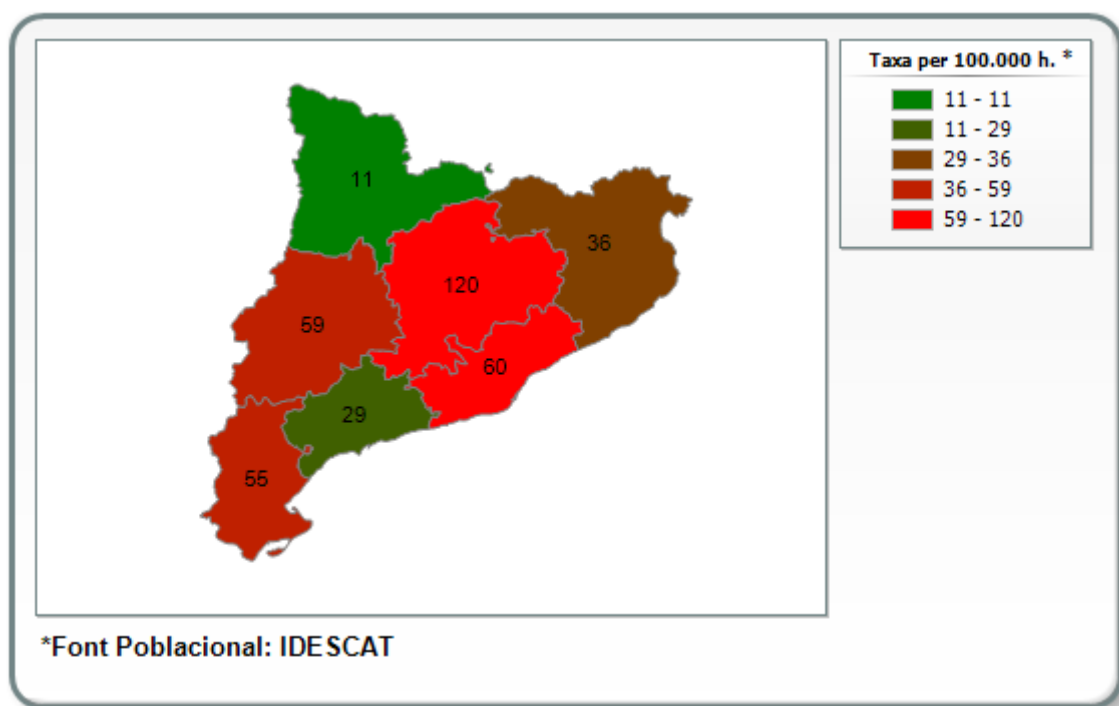 Taxa per 100.000 h. *
11 - 11
11 - 29
29 - 36
36 - 59
59 - 120
11
36
120
59
60
29
55
*Font Poblacional: IDESCAT